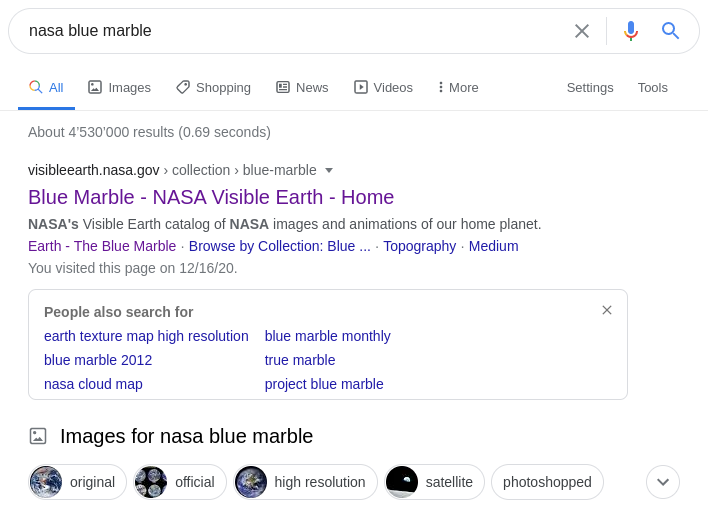 nasa blue marble
All Images Shopping News Videos More Settings Tools
About 4’530’000 results (0.69 seconds)
visibleearth.nasa.gov › collection › blue-marble
Blue Marble - NASA Visible Earth - Home
NASA's Visible Earth catalog of NASA images and animations of our home planet.
Earth - The Blue Marble · Browse by Collection: Blue ... · Topography · Medium
You visited this page on 12/16/20.
People also search for
earth texture map high resolution blue marble monthly
blue marble 2012 true marble
nasa cloud map project blue marble
Images for nasa blue marble
original official high resolution satellite photoshopped